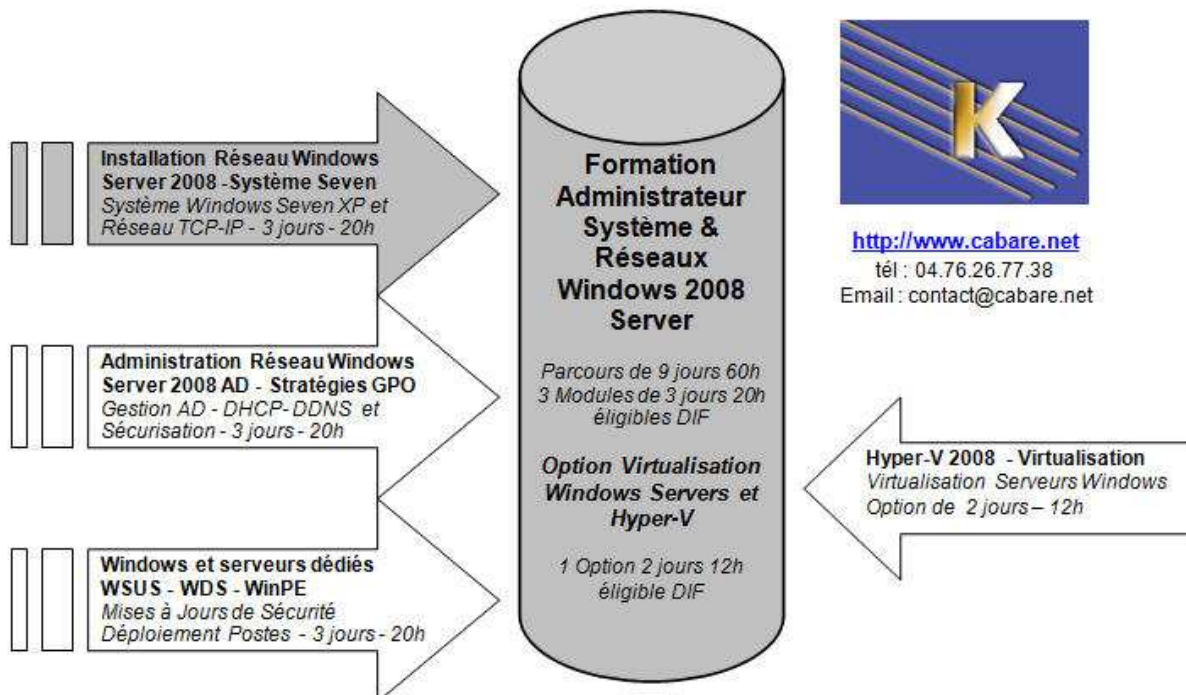 Installation Réseau Windows
Server 2008 -Système Seven
Système Windows Seven XP et
Réseau TCP-IP - 3 jours - 20h
Administration Réseau Windows
Server 2008 AD - Stratégies GPO
Gestion AD - DHCP- DDNS et
Sécurisation - 3 jours - 20h
Windows et serveurs dédiés
WSUS - WDS - WinPE
Mises à Jours de Sécurité
Déploiement Postes - 3 jours - 20h
Formation
Administrateur
Système &
Réseaux
Windows 2008
Server
Parcours de 9 jours 60h
3 Modules de 3 jours 20h
éligibles DIF
Option Virtualisation
Windows Servers et
Hyper-V
1 Option 2 jours 12h
éligible DIF
K
http://www.cabare.net
tél : 04.76.26.77.38
Email : contact@cabare.net
Hyper-V 2008 - Virtualisation
Virtualisation Serveurs Windows
Option de 2 jours – 12h